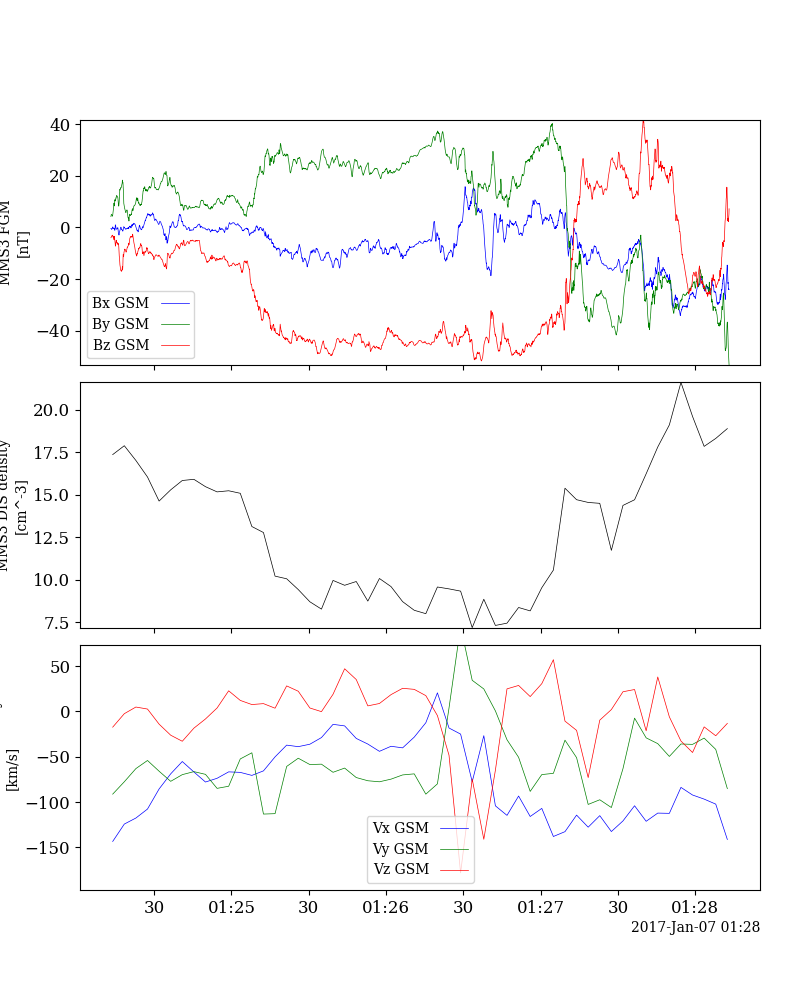 40
20
0
−20
−40
MMS3 FGM
[nT]
Bx GSM
By GSM
Bz GSM
20.0
17.5
15.0
12.5
10.0
7.5
MMS3 DIS density
[cm^-3]
50
0
−50
−100
−150
[km/s]
Vx GSM
Vy GSM
Vz GSM
30
01:25
30
01:26
30
01:27
30
01:28
2017-Jan-07 01:28